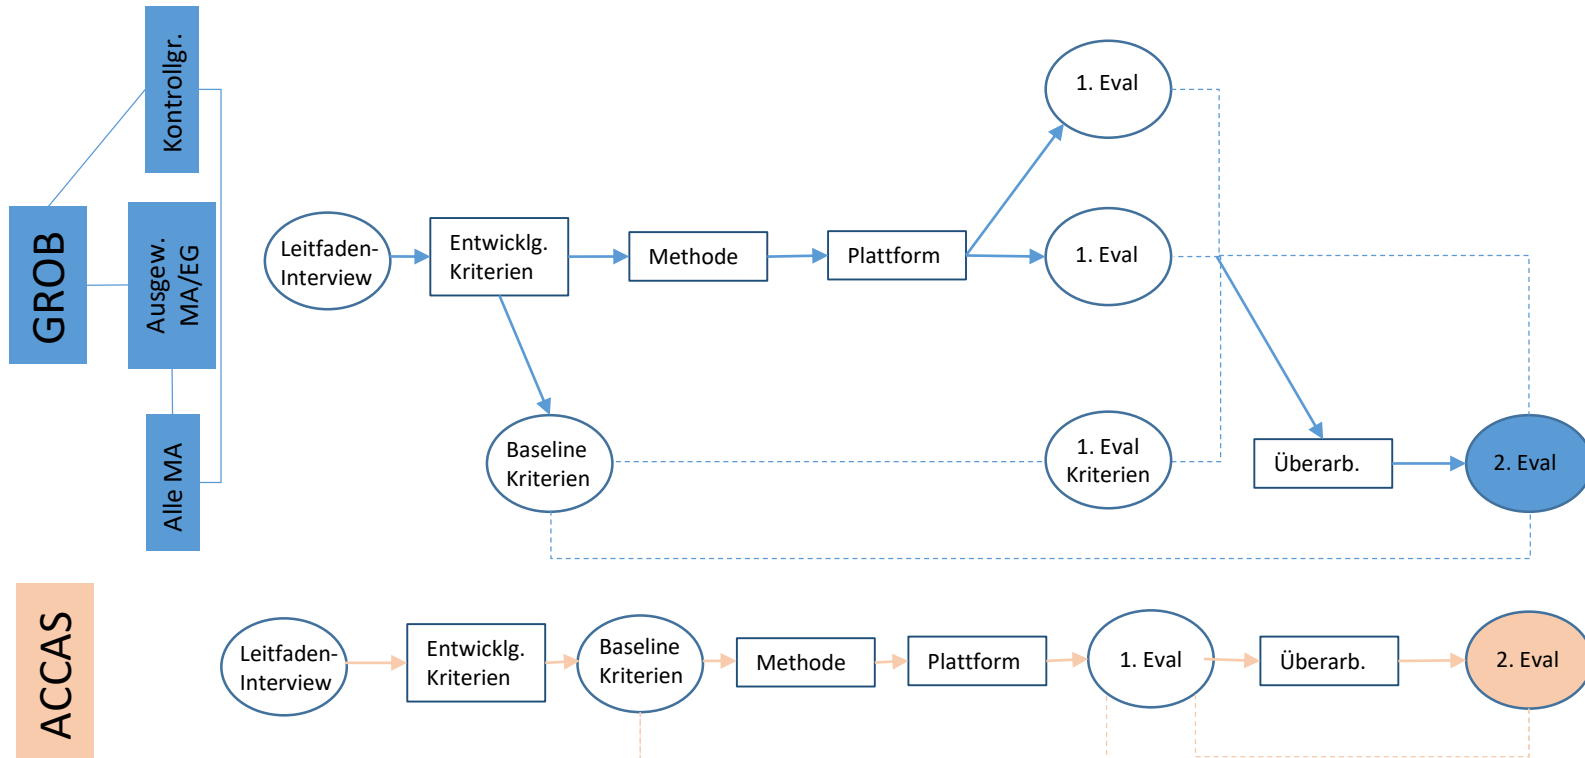 GROB
Kontrollgr.
Ausgew.
MA/EG
Alle MA
Leitfaden-
Interview
Entwicklg.
Kriterien
Methode
Plattform
1. Eval
1. Eval
Baseline
Kriterien
1. Eval
Kriterien
Überarb.
2. Eval
ACCAS
Leitfaden-
Interview
Entwicklg.
Kriterien
Baseline
Kriterien
Methode
Plattform
1. Eval
Überarb.
2. Eval